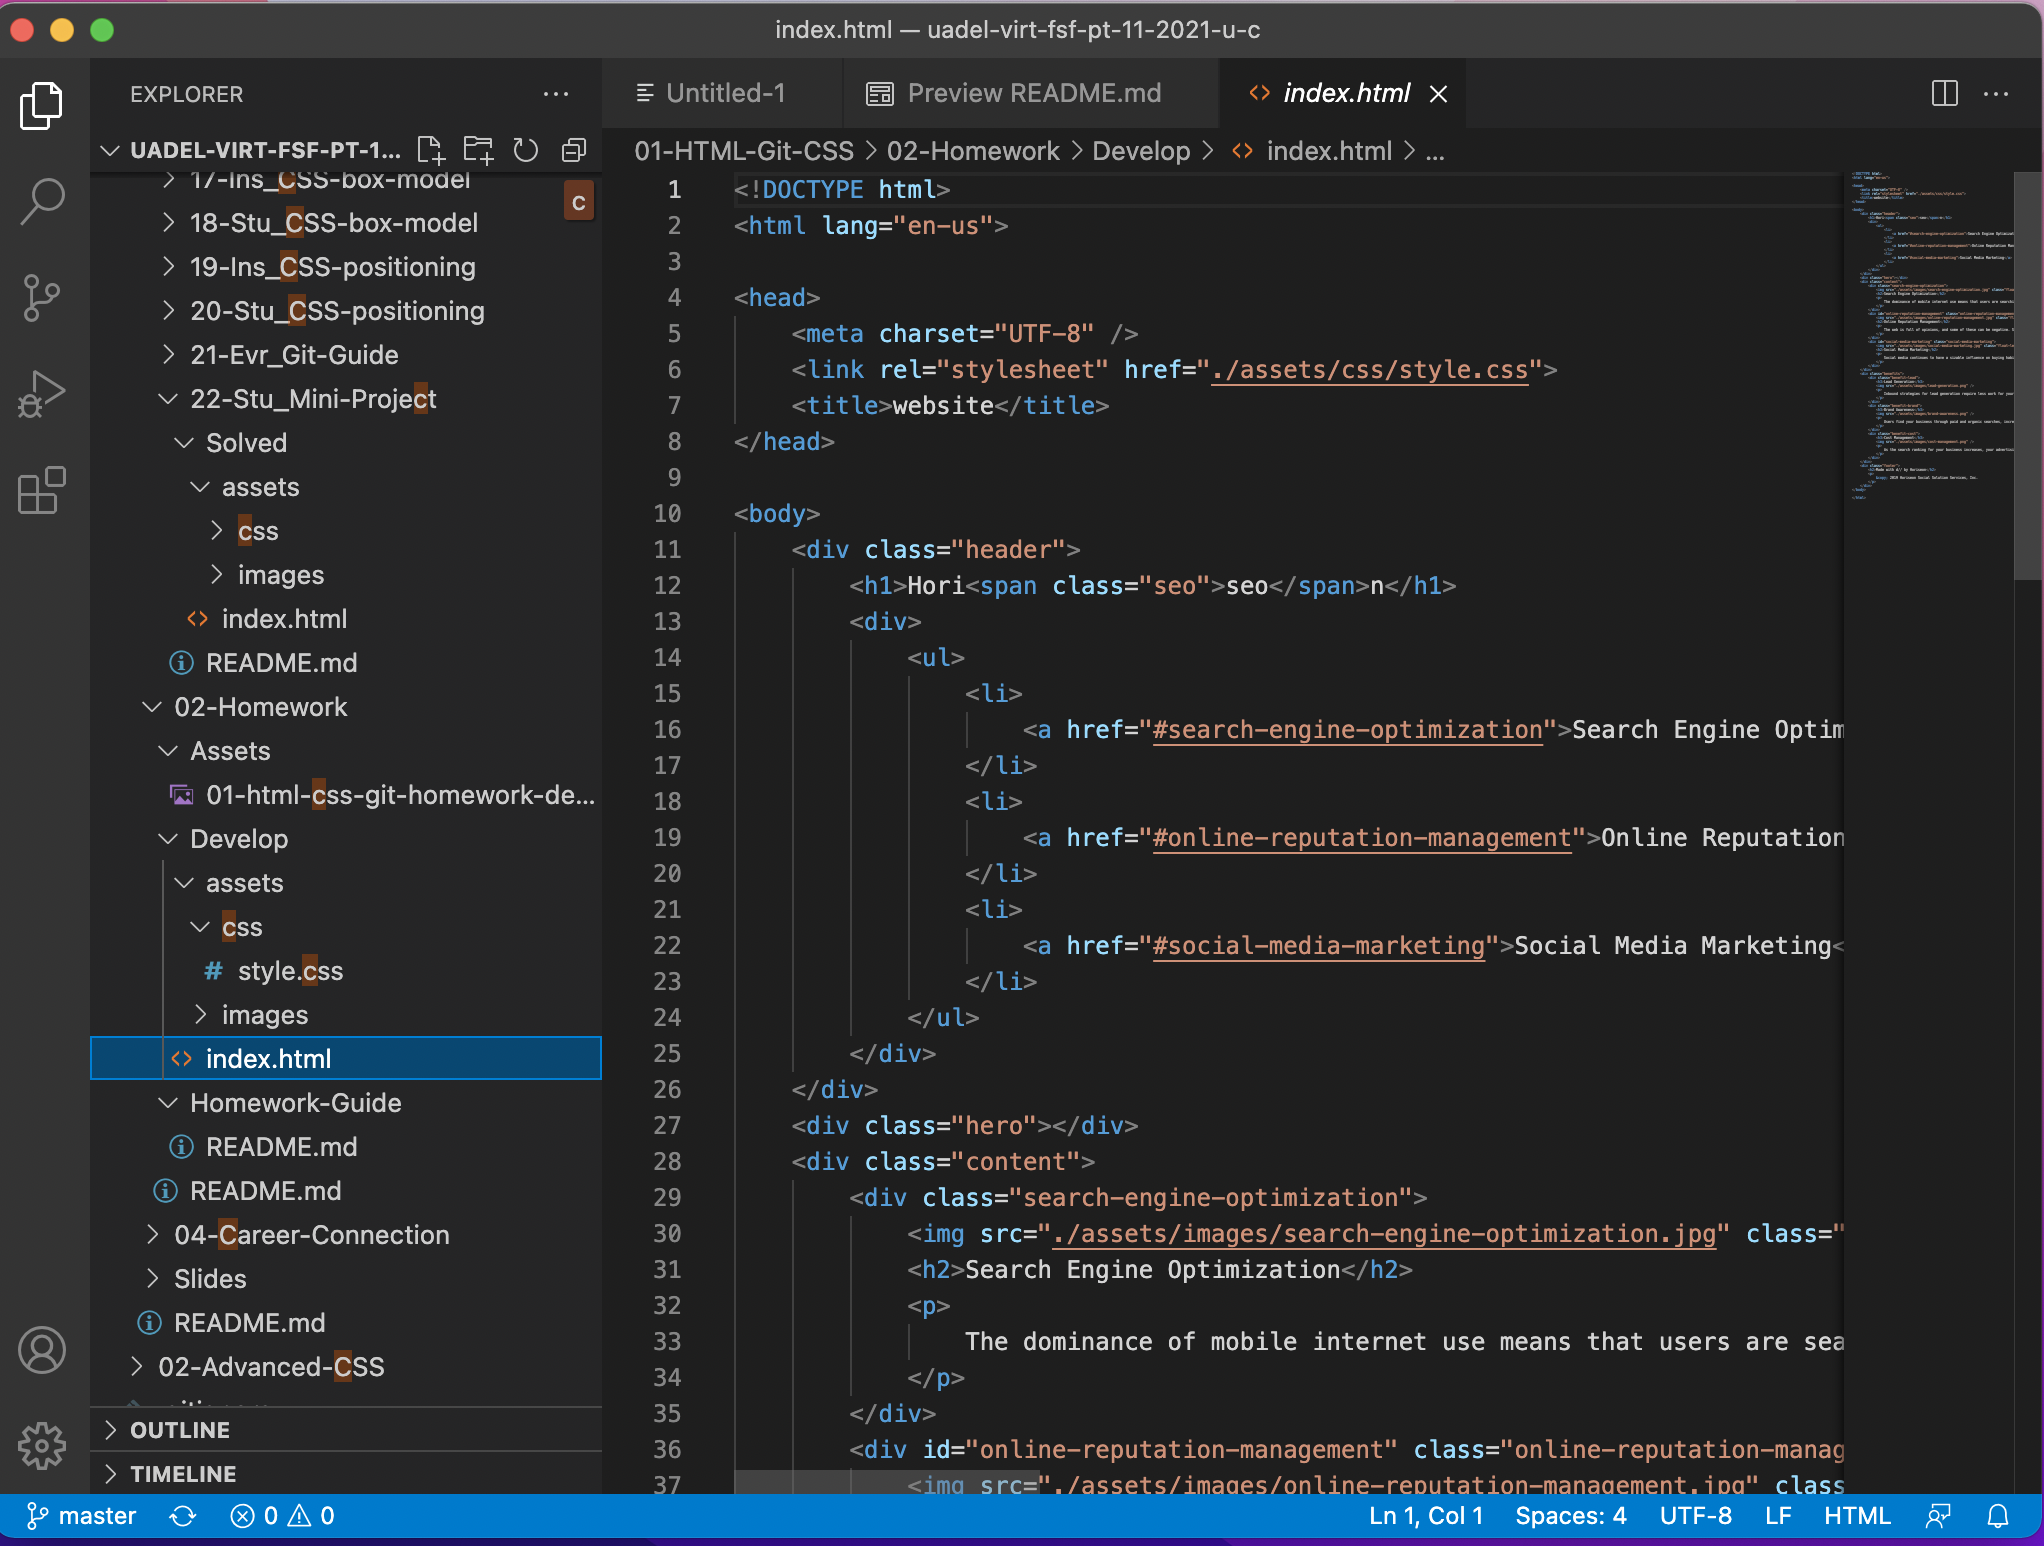 index.html — uadel-virt-fsf-pt-11-2021-u-c
EXPLORER
UADEL-VIRT-FSF-PT-1...
17-Ins_CSS-box-model
c
18-Stu_CSS-box-model
19-Ins_CSS-positioning
20-Stu_CSS-positioning
21-Evr_Git-Guide
22-Stu_Mini-Project
Solved
assets
css
images
index.html
README.md
02-Homework
Assets
01-html-css-git-homework-de...
Develop
assets
css
style.css
images
index.html
Homework-Guide
README.md
README.md
04-Career-Connection
Slides
README.md
02-Advanced-CSS
OUTLINE
TIMELINE
Untitled-1
Preview README.md
index.html
01-HTML-Git-CSS > 02-Homework > Develop > index.html > ...
1 <!DOCTYPE html>
2 <html lang="en-us">
3
4 <head>
5 <meta charset="UTF-8" />
6 <link rel="stylesheet" href="./assets/css/style.css">
7 <title>website</title>
8 </head>
9
10 <body>
11 <div class="header">
12 <h1>Hori<span class="seo">seo</span>n</h1>
13 <div>
14 <ul>
15 <li>
16 <a href="#search-engine-optimization">Search Engine Optim
17 </li>
18 <li>
19 <a href="#online-reputation-management">Online Reputation
20 </li>
21 <li>
22 <a href="#social-media-marketing">Social Media Marketing<
23 </li>
24 </ul>
25 </div>
26 </div>
27 <div class="hero"></div>
28 <div class="content">
29 <div class="search-engine-optimization">
30 <img src="./assets/images/search-engine-optimization.jpg" class="
31 <h2>Search Engine Optimization</h2>
32 <p>
33 The dominance of mobile internet use means that users are sea
34 </p>
35 </div>
36 <div id="online-reputation-management" class="online-reputation-manag
37 <img src="./assets/images/online-reputation-management.jpg" class
master
0
0
Ln 1, Col 1
Spaces: 4
UTF-8
LF
HTML